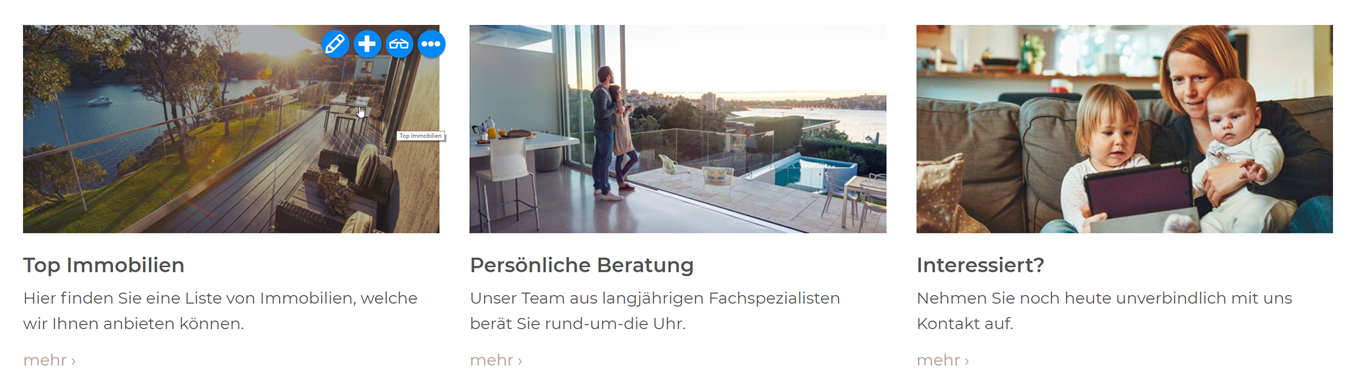 Top Immobilien
Top Immobilien
Hier finden Sie eine Liste von Immobilien, welche
wir Ihnen anbieten können.
mehr ›
Persönliche Beratung
Unser Team aus langjährigen Fachspezialisten
berät Sie rund-um-die Uhr.
mehr ›
Interessiert?
Nehmen Sie noch heute unverbindlich mit uns
Kontakt auf.
mehr ›